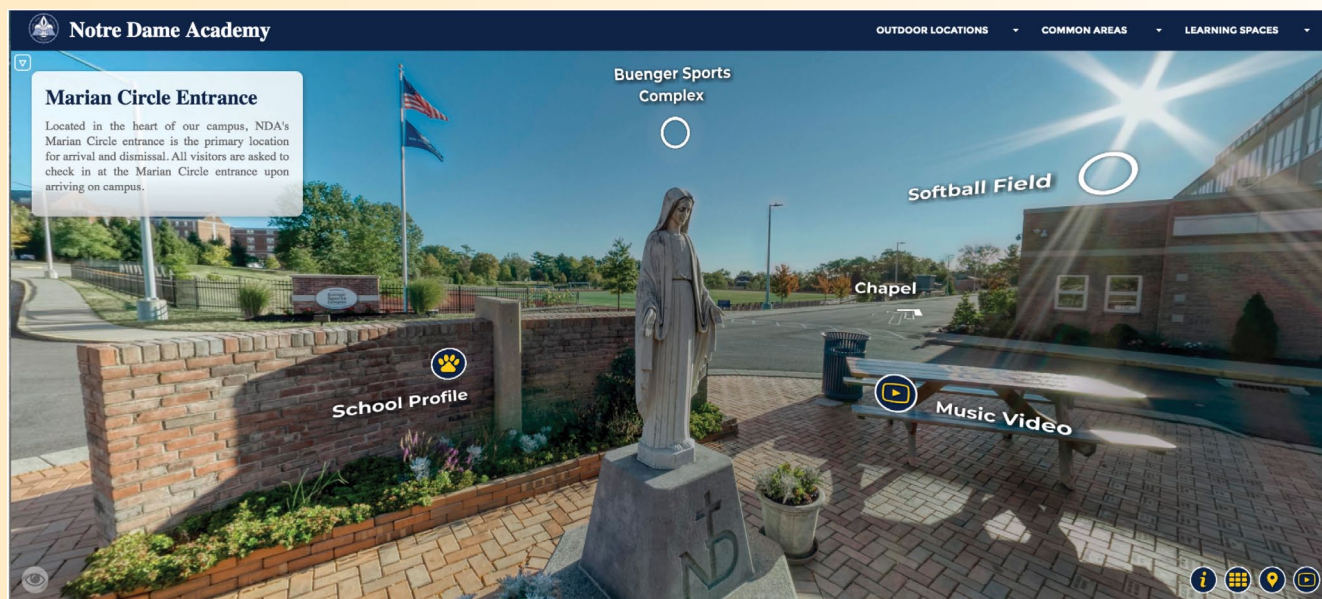 Notre Dame Academy
OUTDOOR LOCATIONS
COMMON AREAS
LEARNING SPACES
Marian Circle Entrance
Located in the heart of our campus, NDA's
Marian Circle entrance is the primary location
for arrival and dismissal. All visitors are asked to
check in at the Marian Circle entrance upon
arriving on campus.
Buenger Sports
Complex
Softball Field
Chapel
Buenger
Sports
Complex
School Profile
Music Video
ND
i